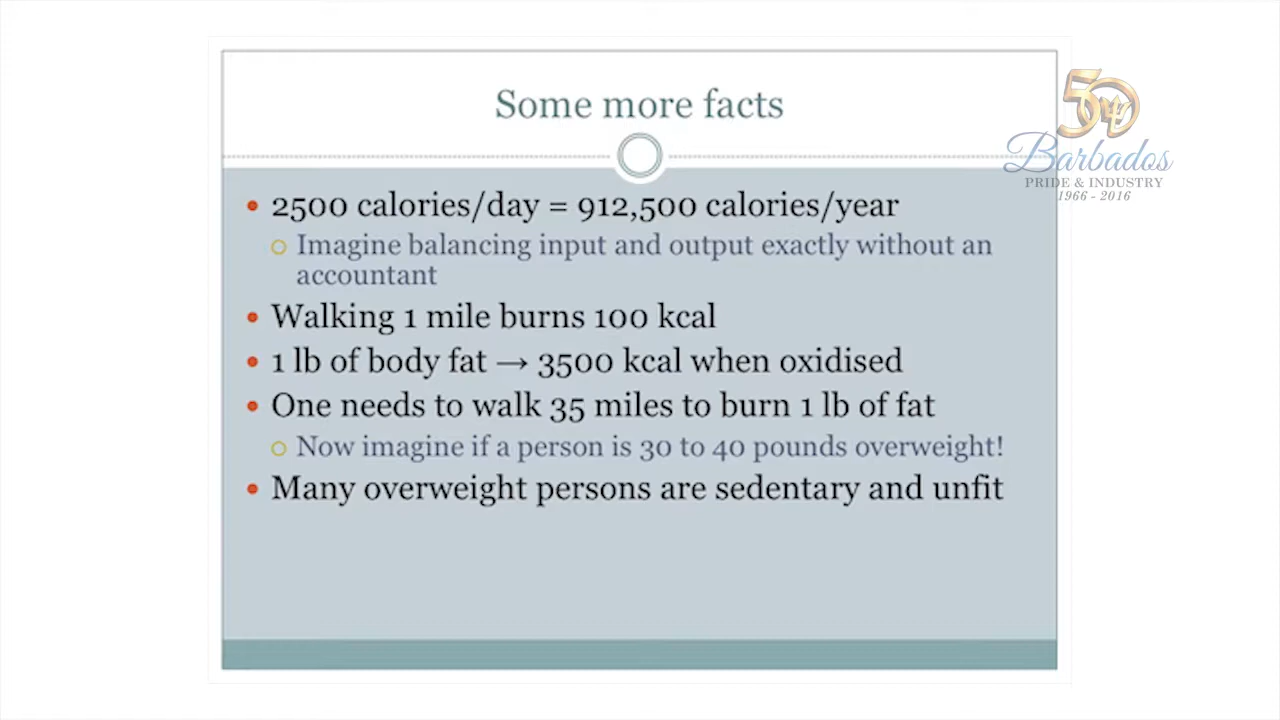 Some more facts
50
Barbados
PRIDE & INDUSTRY
1966 - 2016
• 2500 calories/day = 912,500 calories/year
○ Imagine balancing input and output exactly without an
accountant
• Walking 1 mile burns 100 kcal
• 1 lb of body fat → 3500 kcal when oxidised
• One needs to walk 35 miles to burn 1 lb of fat
○ Now imagine if a person is 30 to 40 pounds overweight!
• Many overweight persons are sedentary and unfit